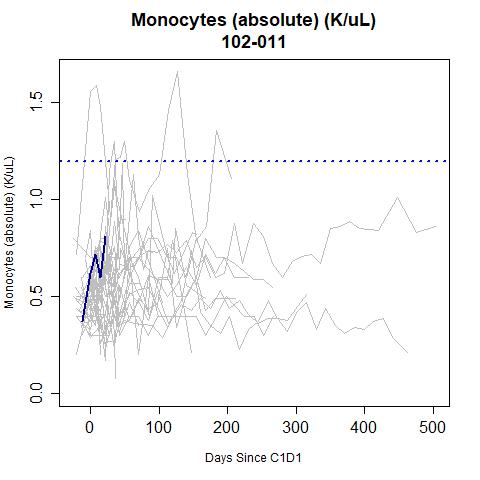 Monocytes (absolute) (K/uL)
102-011
Monocytes (absolute) (K/uL)
1.5
1.0
0.5
0.0
0 100 200 300 400 500
Days Since C1D1